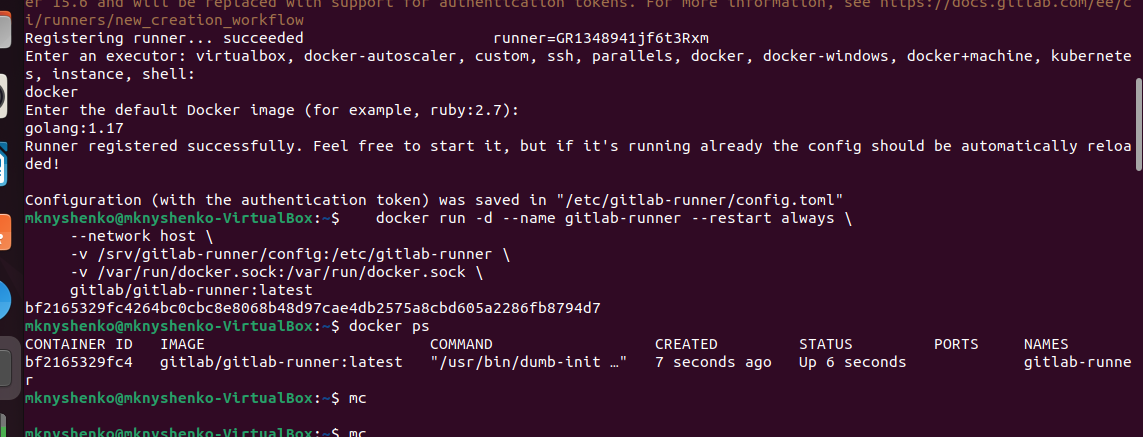 er 15.6 and will be replaced with support for authentication tokens. For more information, see https://docs.gitlab.com/ee/c
i/runners/new_creation_workflow
Registering runner... succeeded                     runner=GR1348941jf6t3Rxm
Enter an executor: virtualbox, docker-autoscaler, custom, ssh, parallels, docker, docker-windows, docker+machine, kubernete
s, instance, shell:
docker
Enter the default Docker image (for example, ruby:2.7):
golang:1.17
Runner registered successfully. Feel free to start it, but if it's running already the config should be automatically reloa
ded!
Configuration (with the authentication token) was saved in "/etc/gitlab-runner/config.toml"
mknyshenko@mknyshenko-VirtualBox:~$    docker run -d --name gitlab-runner --restart always \
     --network host \
     -v /srv/gitlab-runner/config:/etc/gitlab-runner \
     -v /var/run/docker.sock:/var/run/docker.sock \
     gitlab/gitlab-runner:latest
bf2165329fc4264bc0cbc8e8068b48d97cae4db2575a8cbd605a2286fb8794d7
mknyshenko@mknyshenko-VirtualBox:~$ docker ps
CONTAINER ID   IMAGE                         COMMAND                  CREATED         STATUS         PORTS     NAMES
bf2165329fc4   gitlab/gitlab-runner:latest   "/usr/bin/dumb-init …"   7 seconds ago   Up 6 seconds             gitlab-runne
r
mknyshenko@mknyshenko-VirtualBox:~$ mc
mknyshenko@mknyshenko-VirtualBox:~$ mc